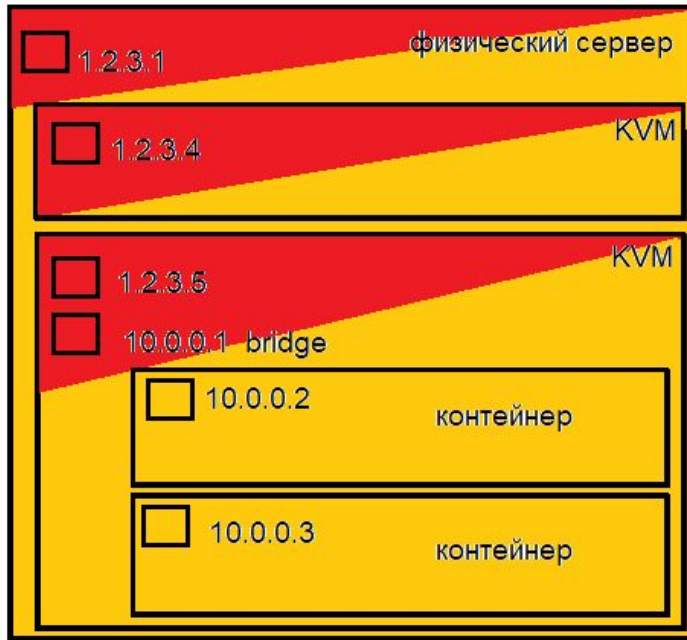 физический сервер
1.2.3.1
KVM
1.2.3.4
KVM
1.2.3.5
10.0.0.1 bridge
10.0.0.2
контейнер
10.0.0.3
контейнер